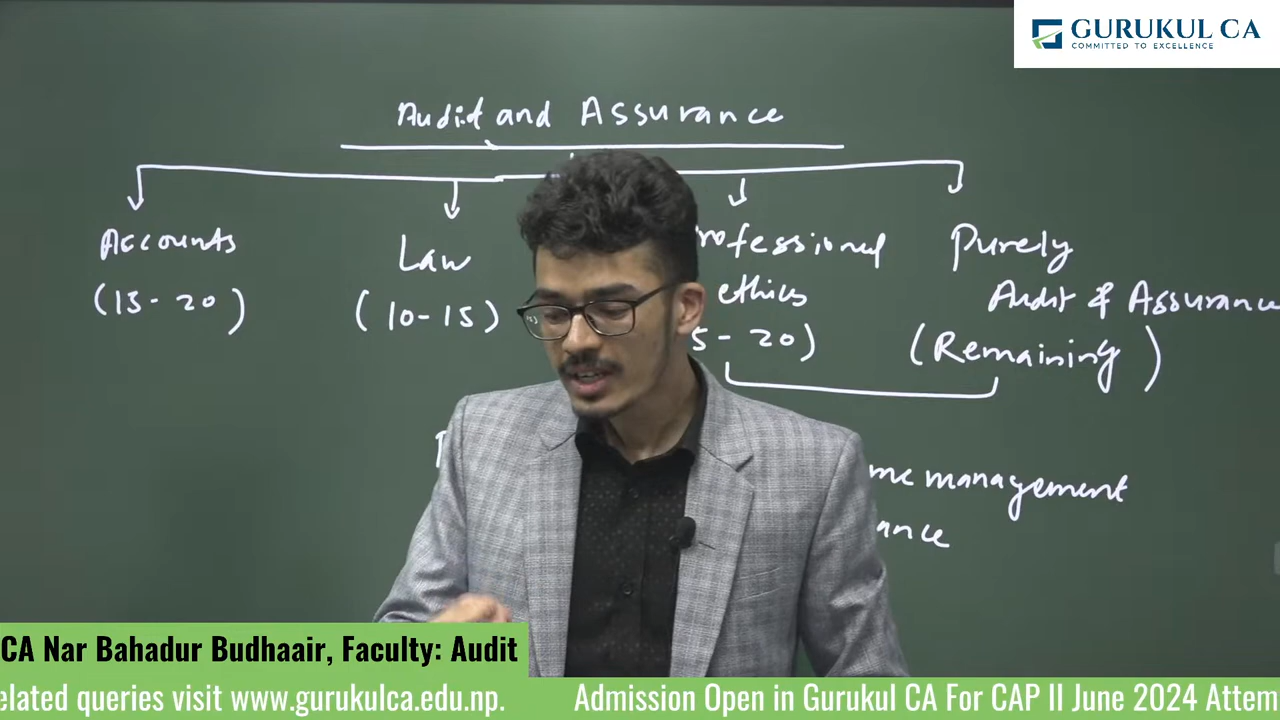 GURUKUL CA
COMMITTED TO EXCELLENCE
Audit and Assurance
Accounts
(15-20)
Law
(10-15)
rofessional
ethics
5-20)
Purely
Audit & Assurance
(Remaining)
me management
ance
CA Nar Bahadur Budhaair, Faculty: Audit
elated queries visit www.gurukulca.edu.np.
Admission Open in Gurukul CA For CAP II June 2024 Attem